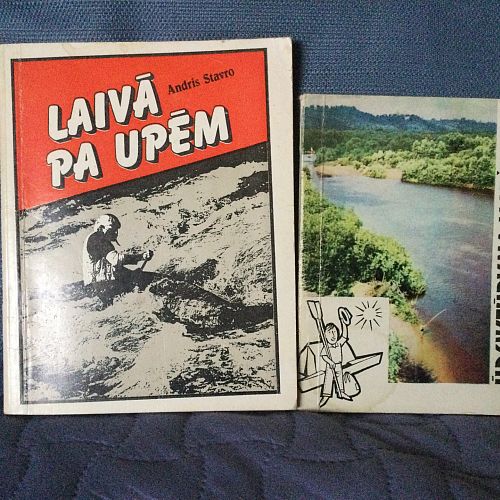 LAIVĀ
PA UPĒM
Andris Stavro